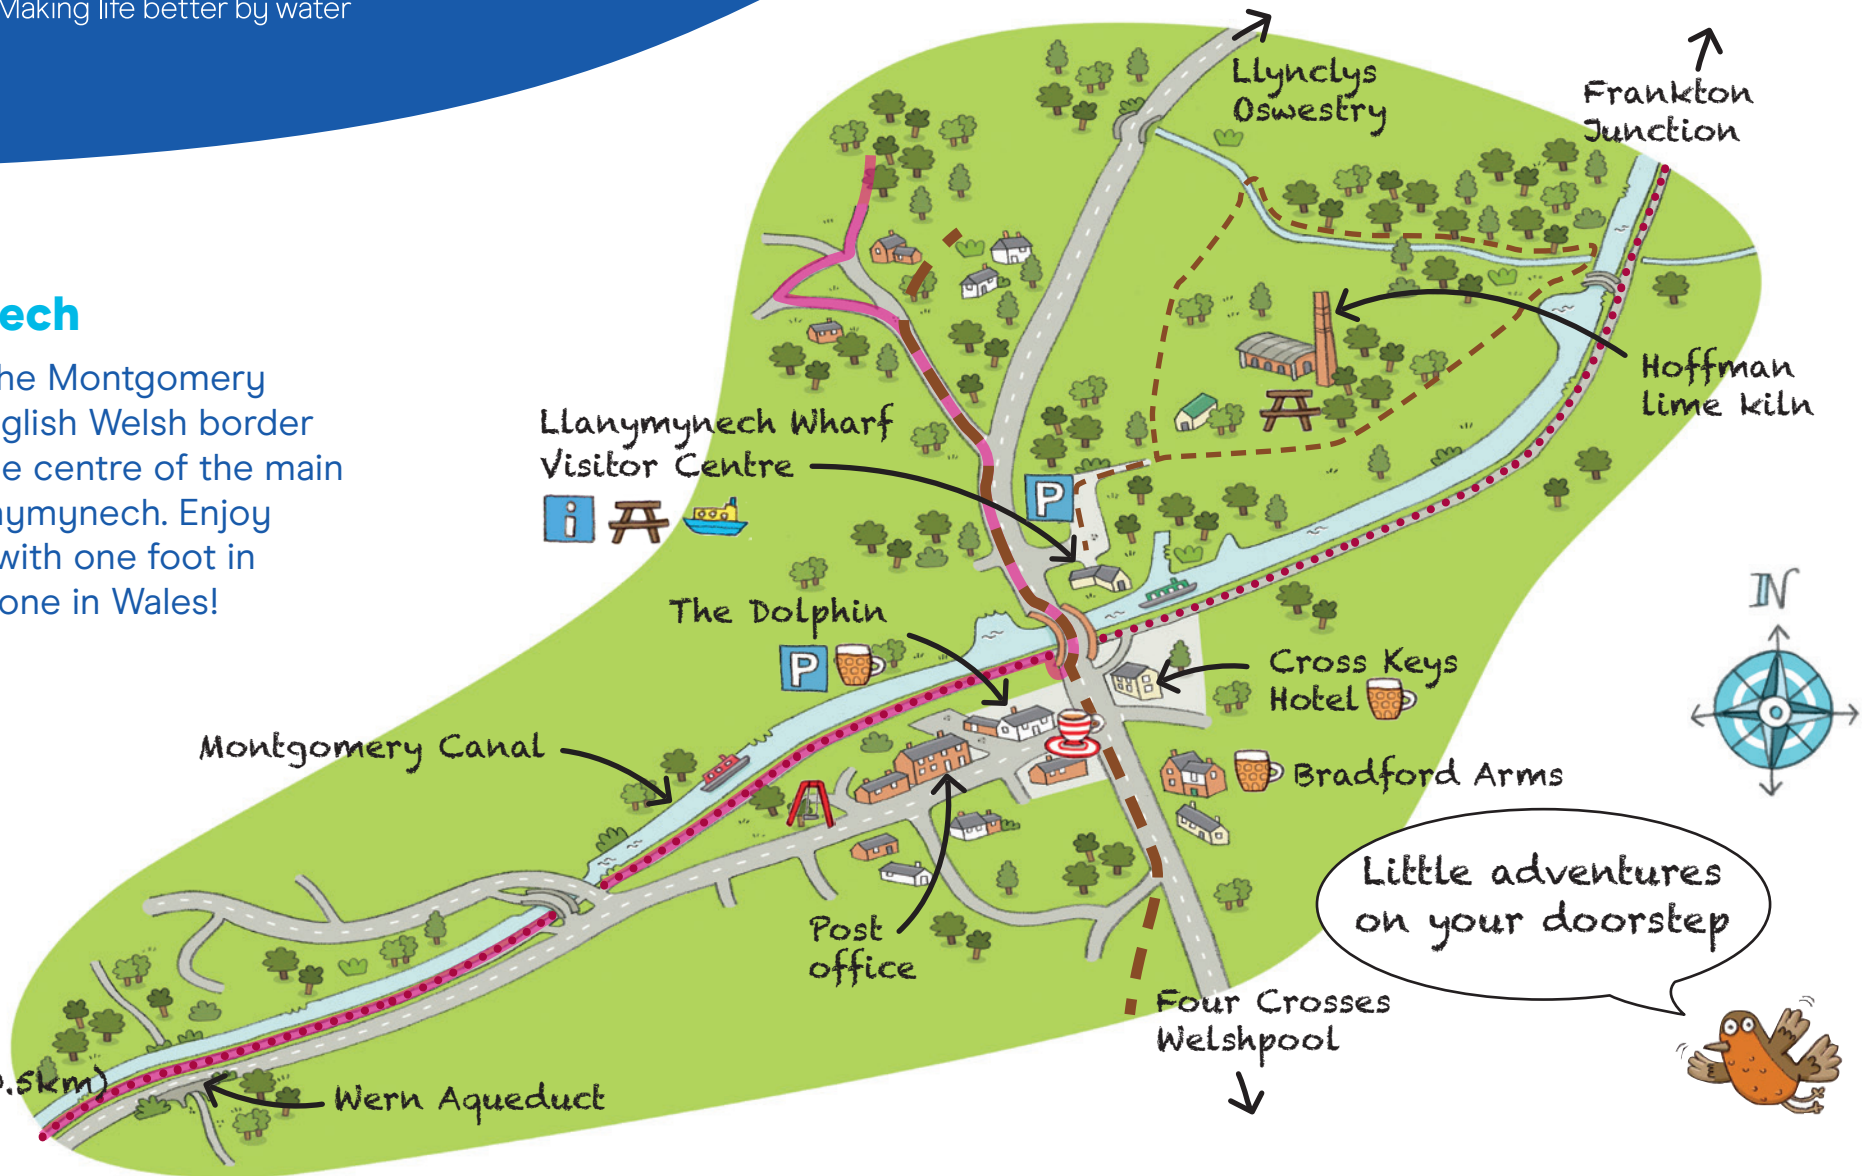 Making life better by water
ech
he Montgomery
glish Welsh border
e centre of the main
nymynech. Enjoy
with one foot in
one in Wales!
Llynclys
Oswestry
Frankton
Junction
Hoffman
lime kiln
Llanymynech Wharf
Visitor Centre
i
P
The Dolphin
P
Cross Keys
Hotel
N
Montgomery Canal
Bradford Arms
Little adventures
on your doorstep
Post
office
Four Crosses
Welshpool
.5km)
Wern Aqueduct